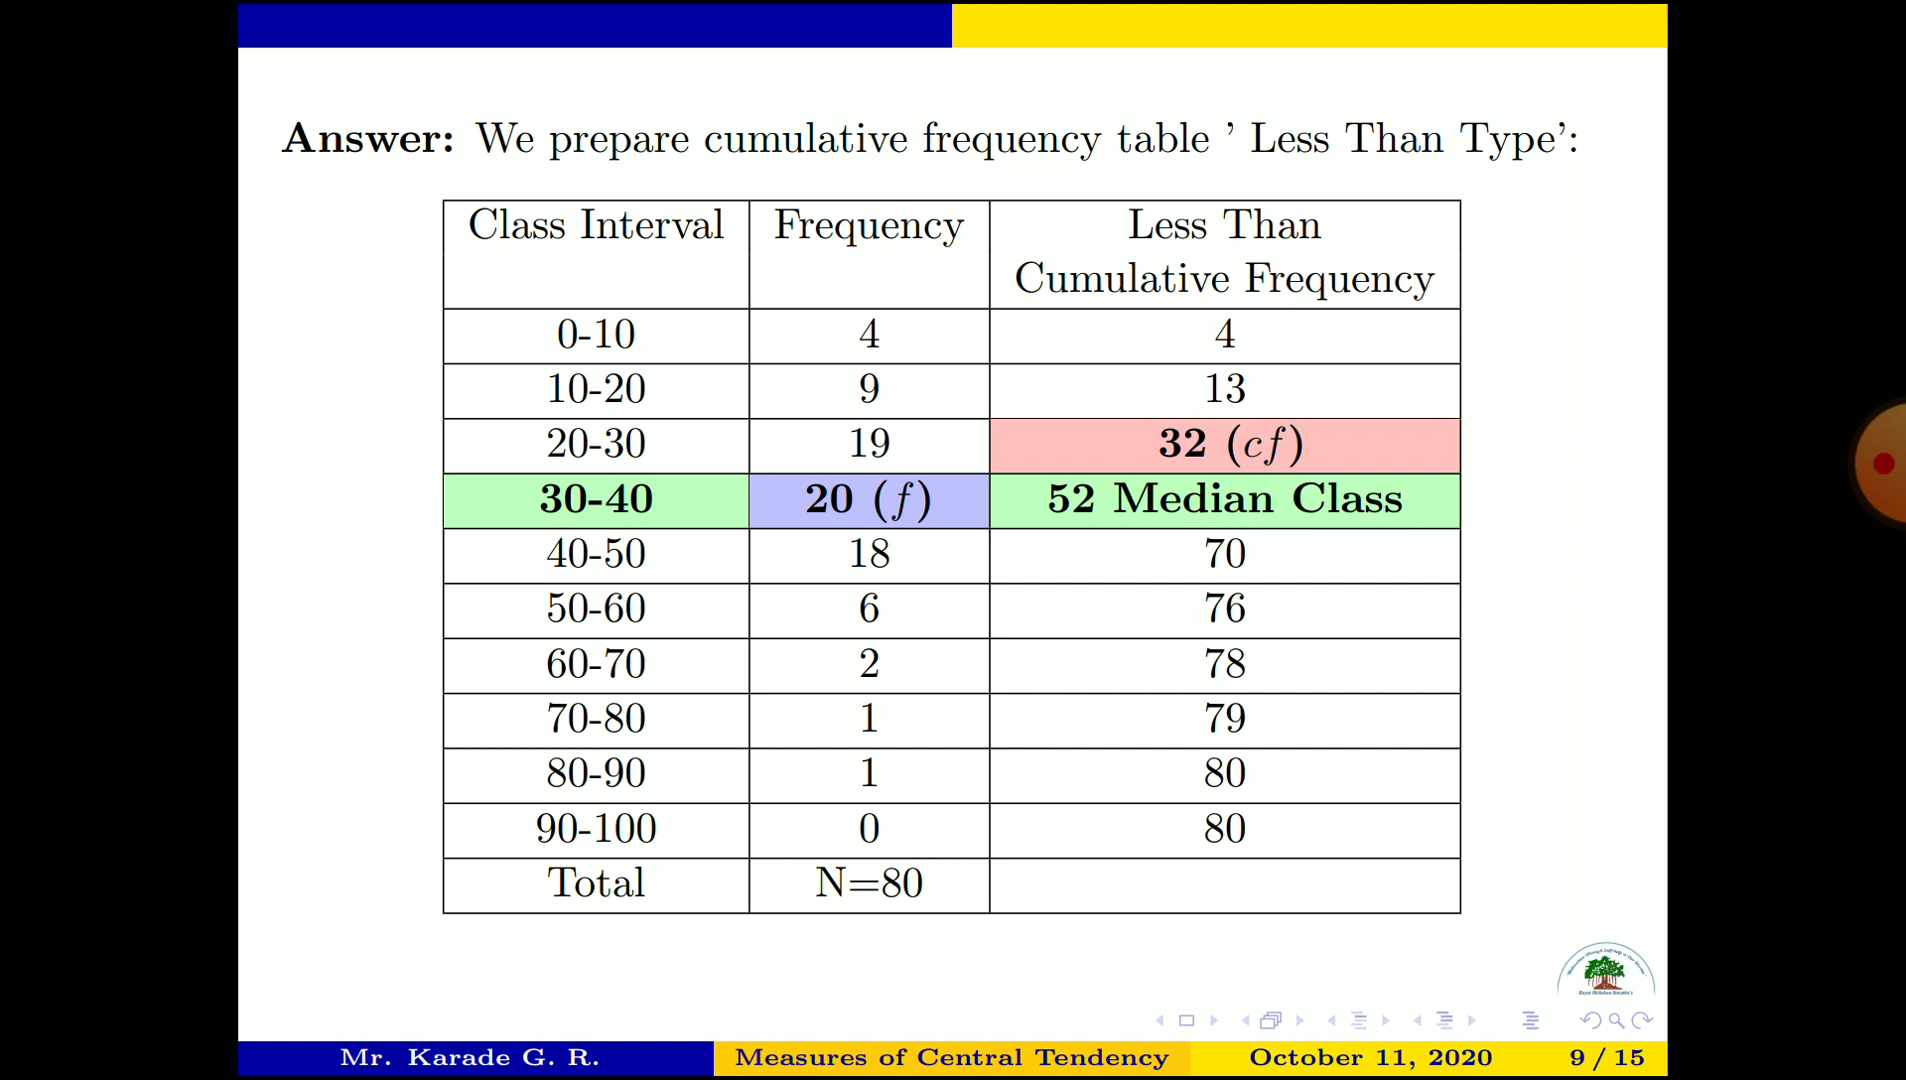 Answer: We prepare cumulative frequency table ’ Less Than Type’:
Class Interval Frequency Less Than
Cumulative Frequency
0-10 4 4
10-20 9 13
20-30 19 32 (cf)
30-40 20 (f) 52 Median Class
40-50 18 70
50-60 6 76
60-70 2 78
70-80 1 79
80-90 1 80
90-100 0 80
Total N=80
Mr. Karade G. R. Measures of Central Tendency October 11, 2020 9 / 15